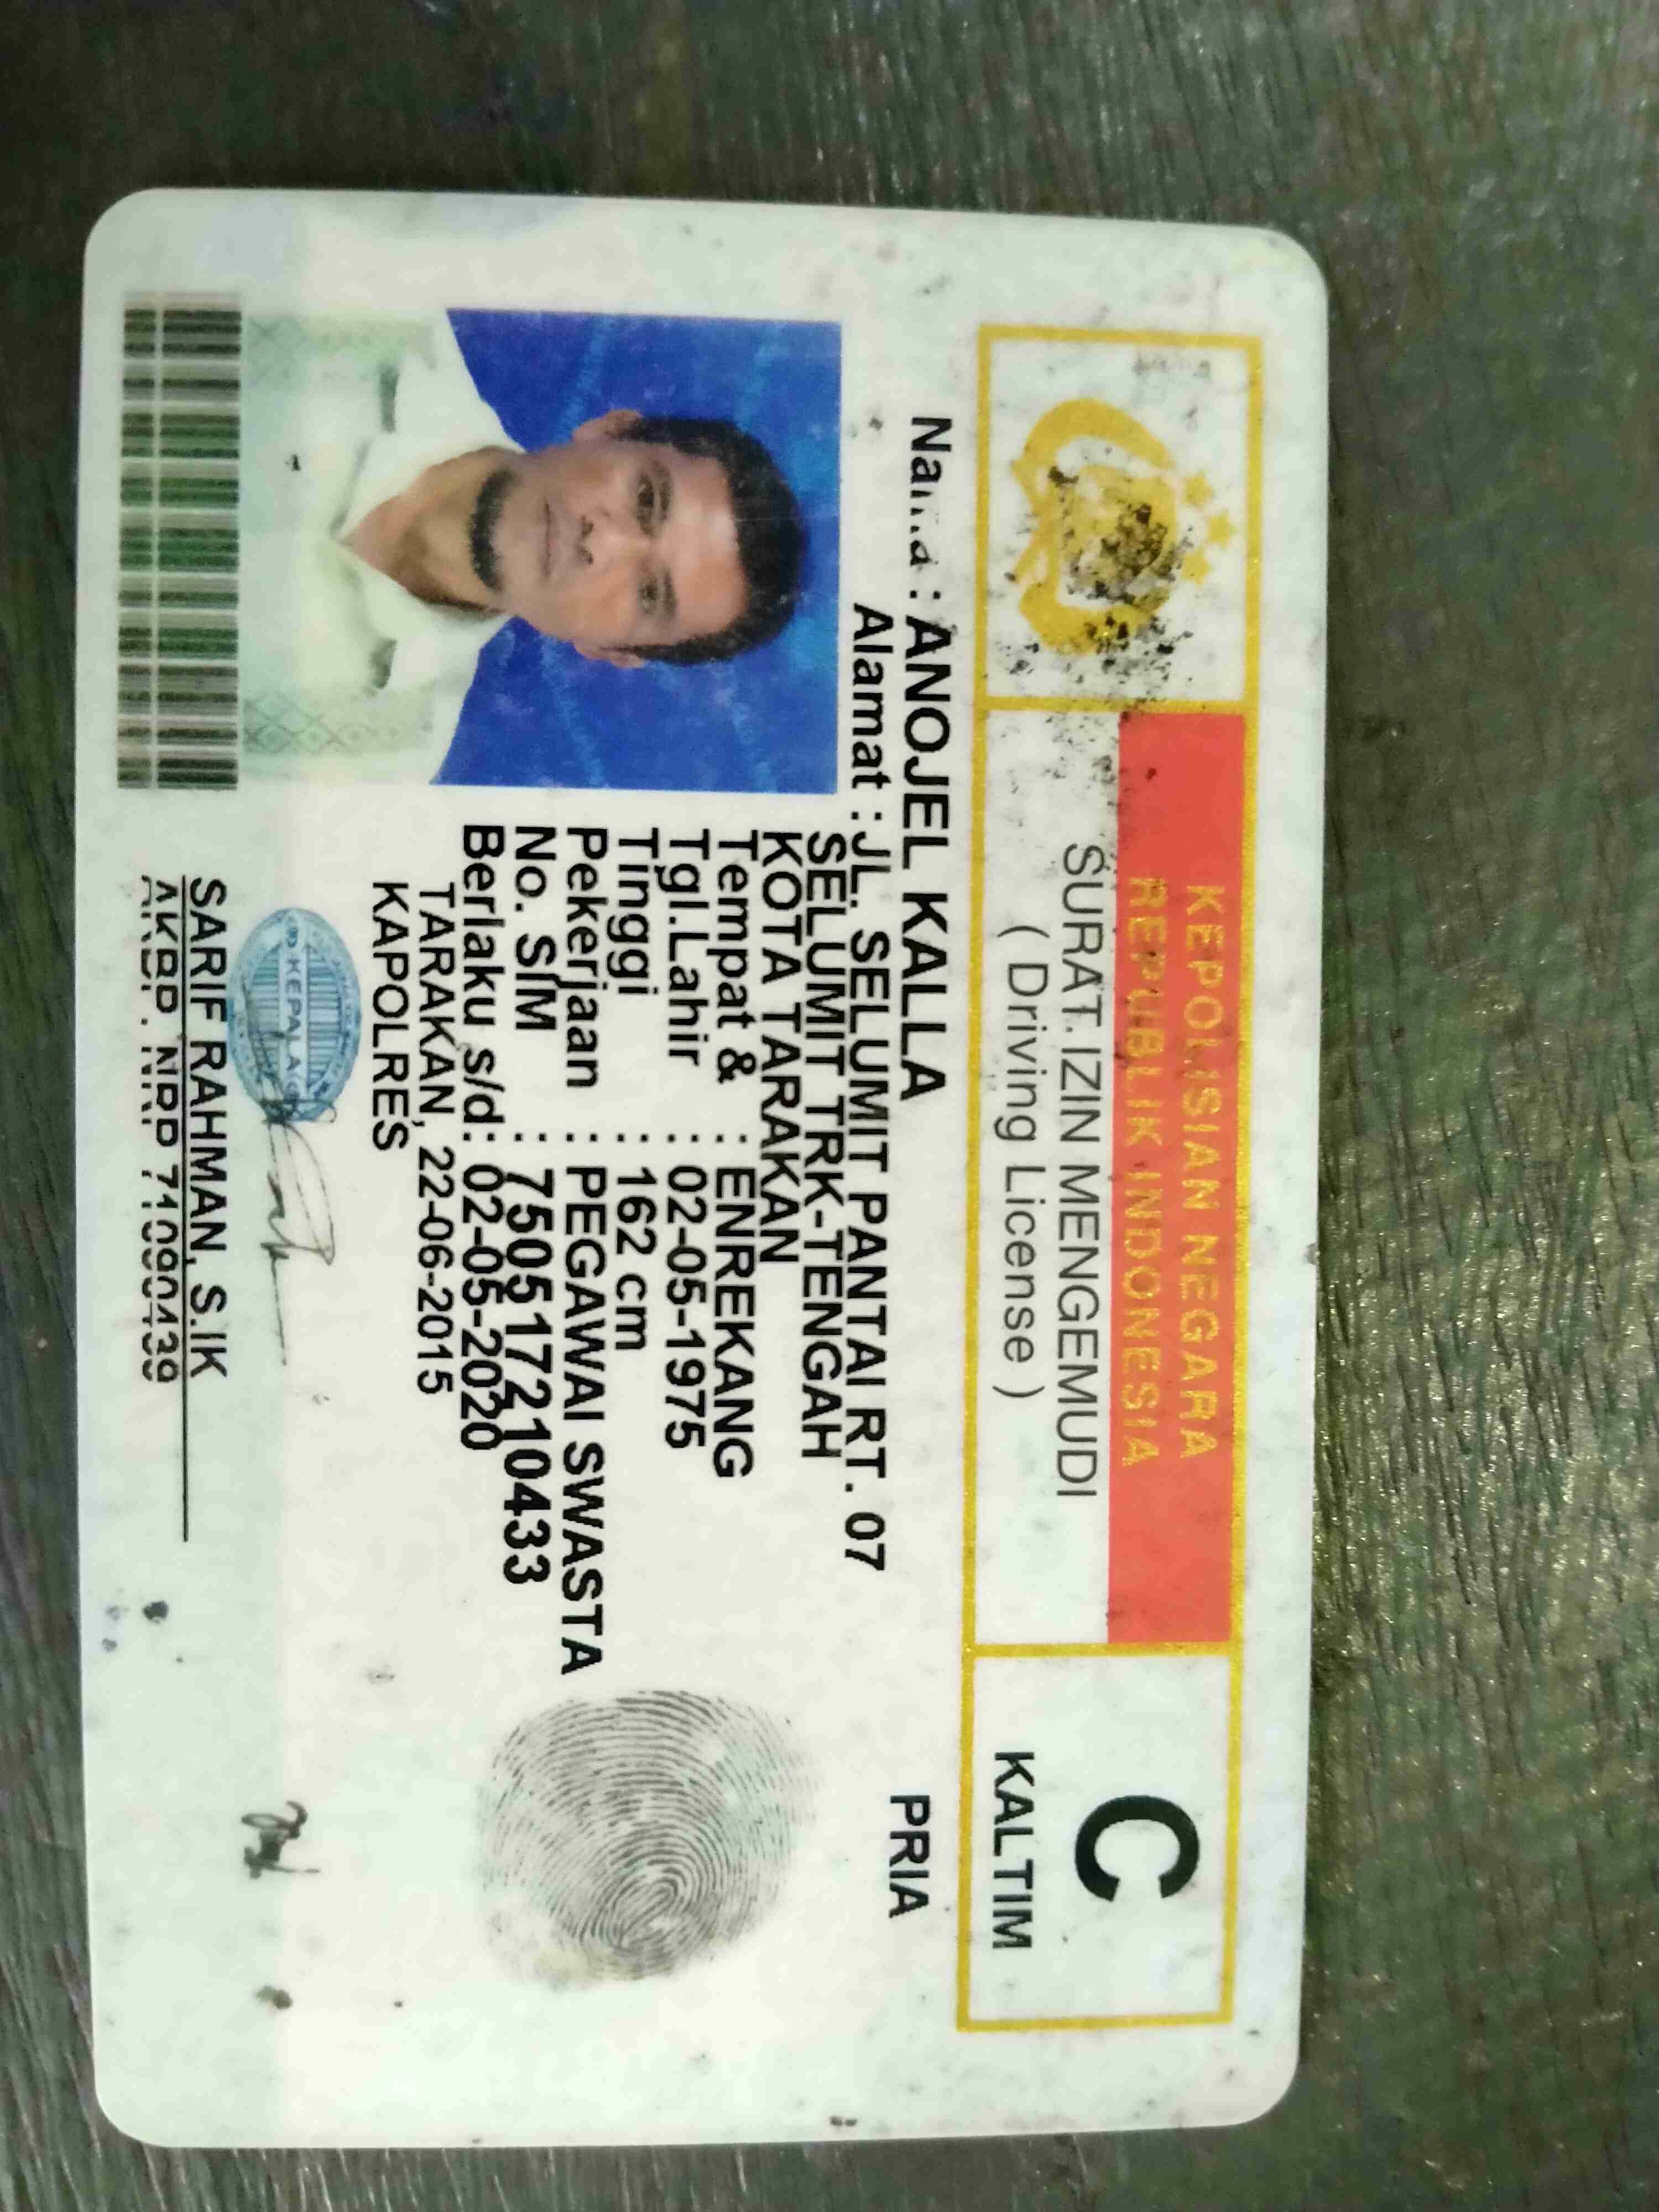 KEPOLISIAN NEGARA
REPUBLIK INDONESIA
SURAT. IZIN MENGEMUDI
( Driving License )
C
KALTIM
Nama : ANOJEL KALLA
PRIA
Alamat : JL. SELUMIT PANTAI RT. 07
SELUMIT TRK-TENGAH
KOTA TARAKAN
Tempat & : ENREKANG
Tgl.Lahir : 02-05-1975
Tinggi : 162 cm
Pekerjaan : PEGAWAI SWASTA
No. SIM : 750517210433
Berlaku s/d: 02-05-2020
TARAKAN, 22-06-2015
KAPOLRES
KEPALA
SARIF RAHMAN, S.IK
AKBP. NRP 71090439